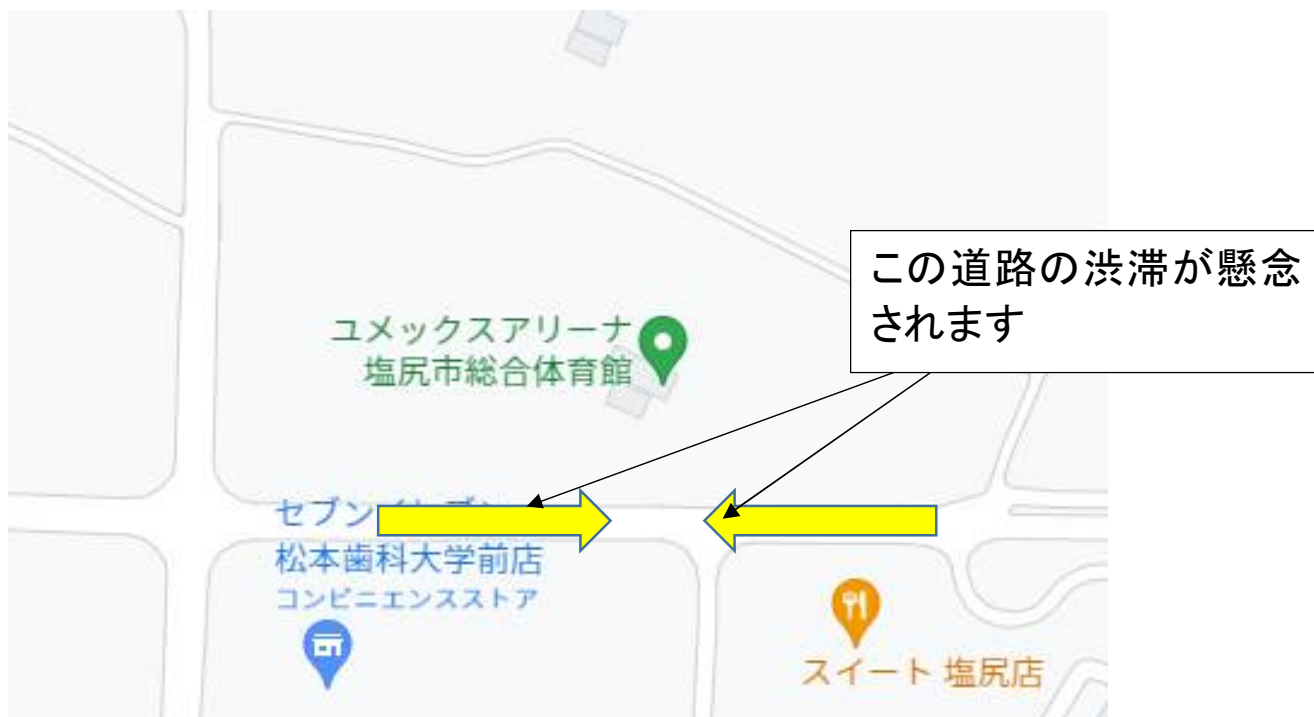 この道路の渋滞が懸念
されます
ユメックスアリーナ
塩尻市総合体育館
セブン
松本歯科大学前店
コンビニエンスストア
スイート 塩尻店